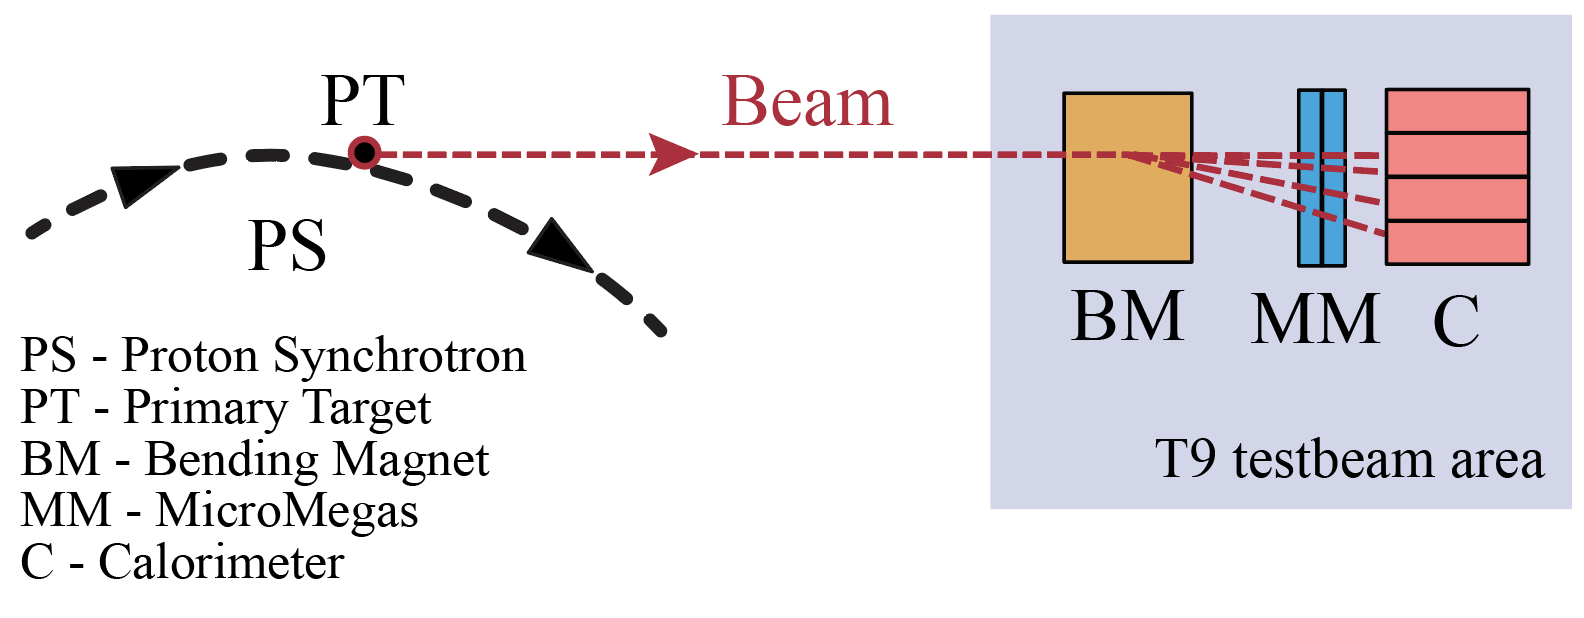 PT
Beam
PS
BM
MM
C
T9 testbeam area
PS - Proton Synchrotron
PT - Primary Target
BM - Bending Magnet
MM - MicroMegas
C - Calorimeter